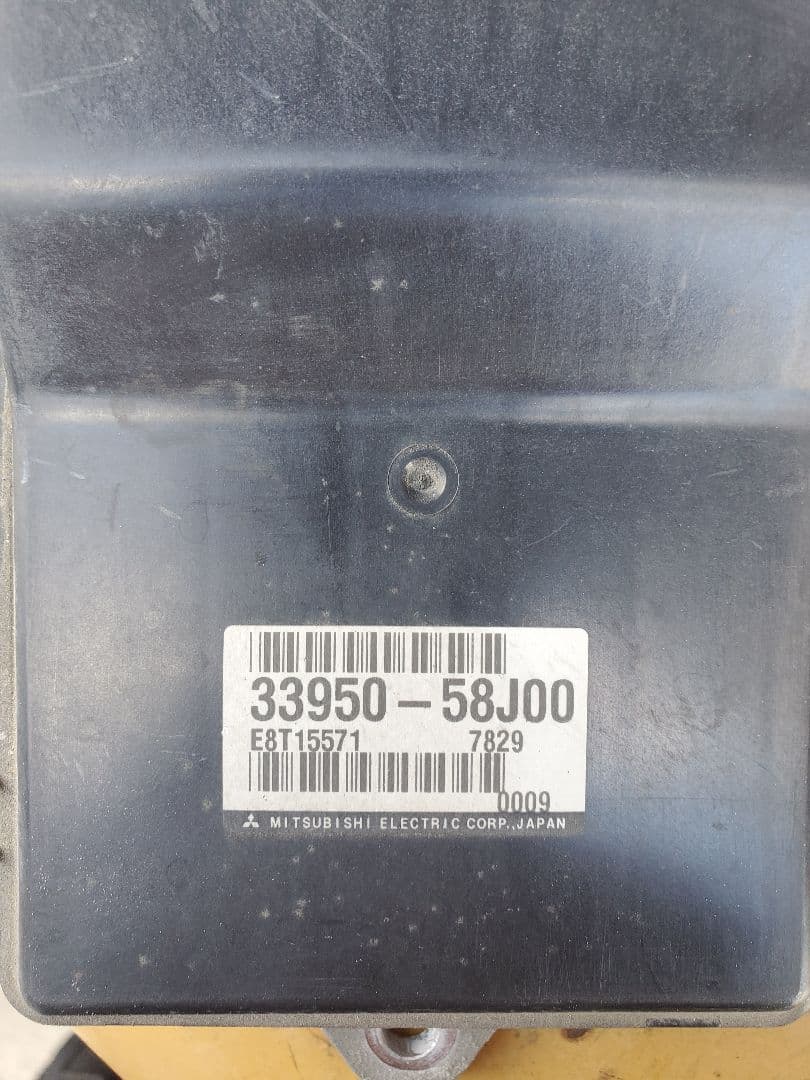 33950-58J00
E8T15571 7829
0009
MITSUBISHI ELECTRIC CORP.,JAPAN